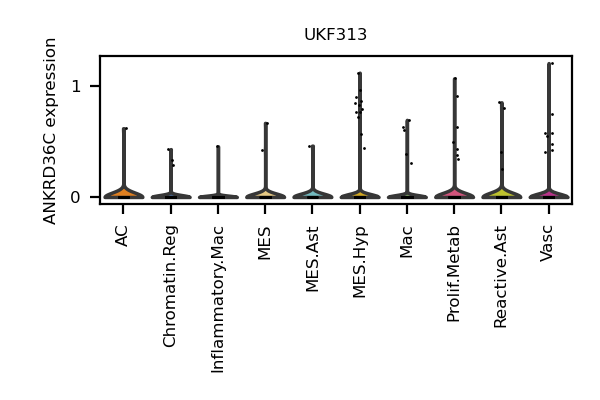 UKF313
ANKRD36C expression
1
0
AC
Chromatin.Reg
Inflammatory.Mac
MES
MES.Ast
MES.Hyp
Mac
Prolif.Metab
Reactive.Ast
Vasc